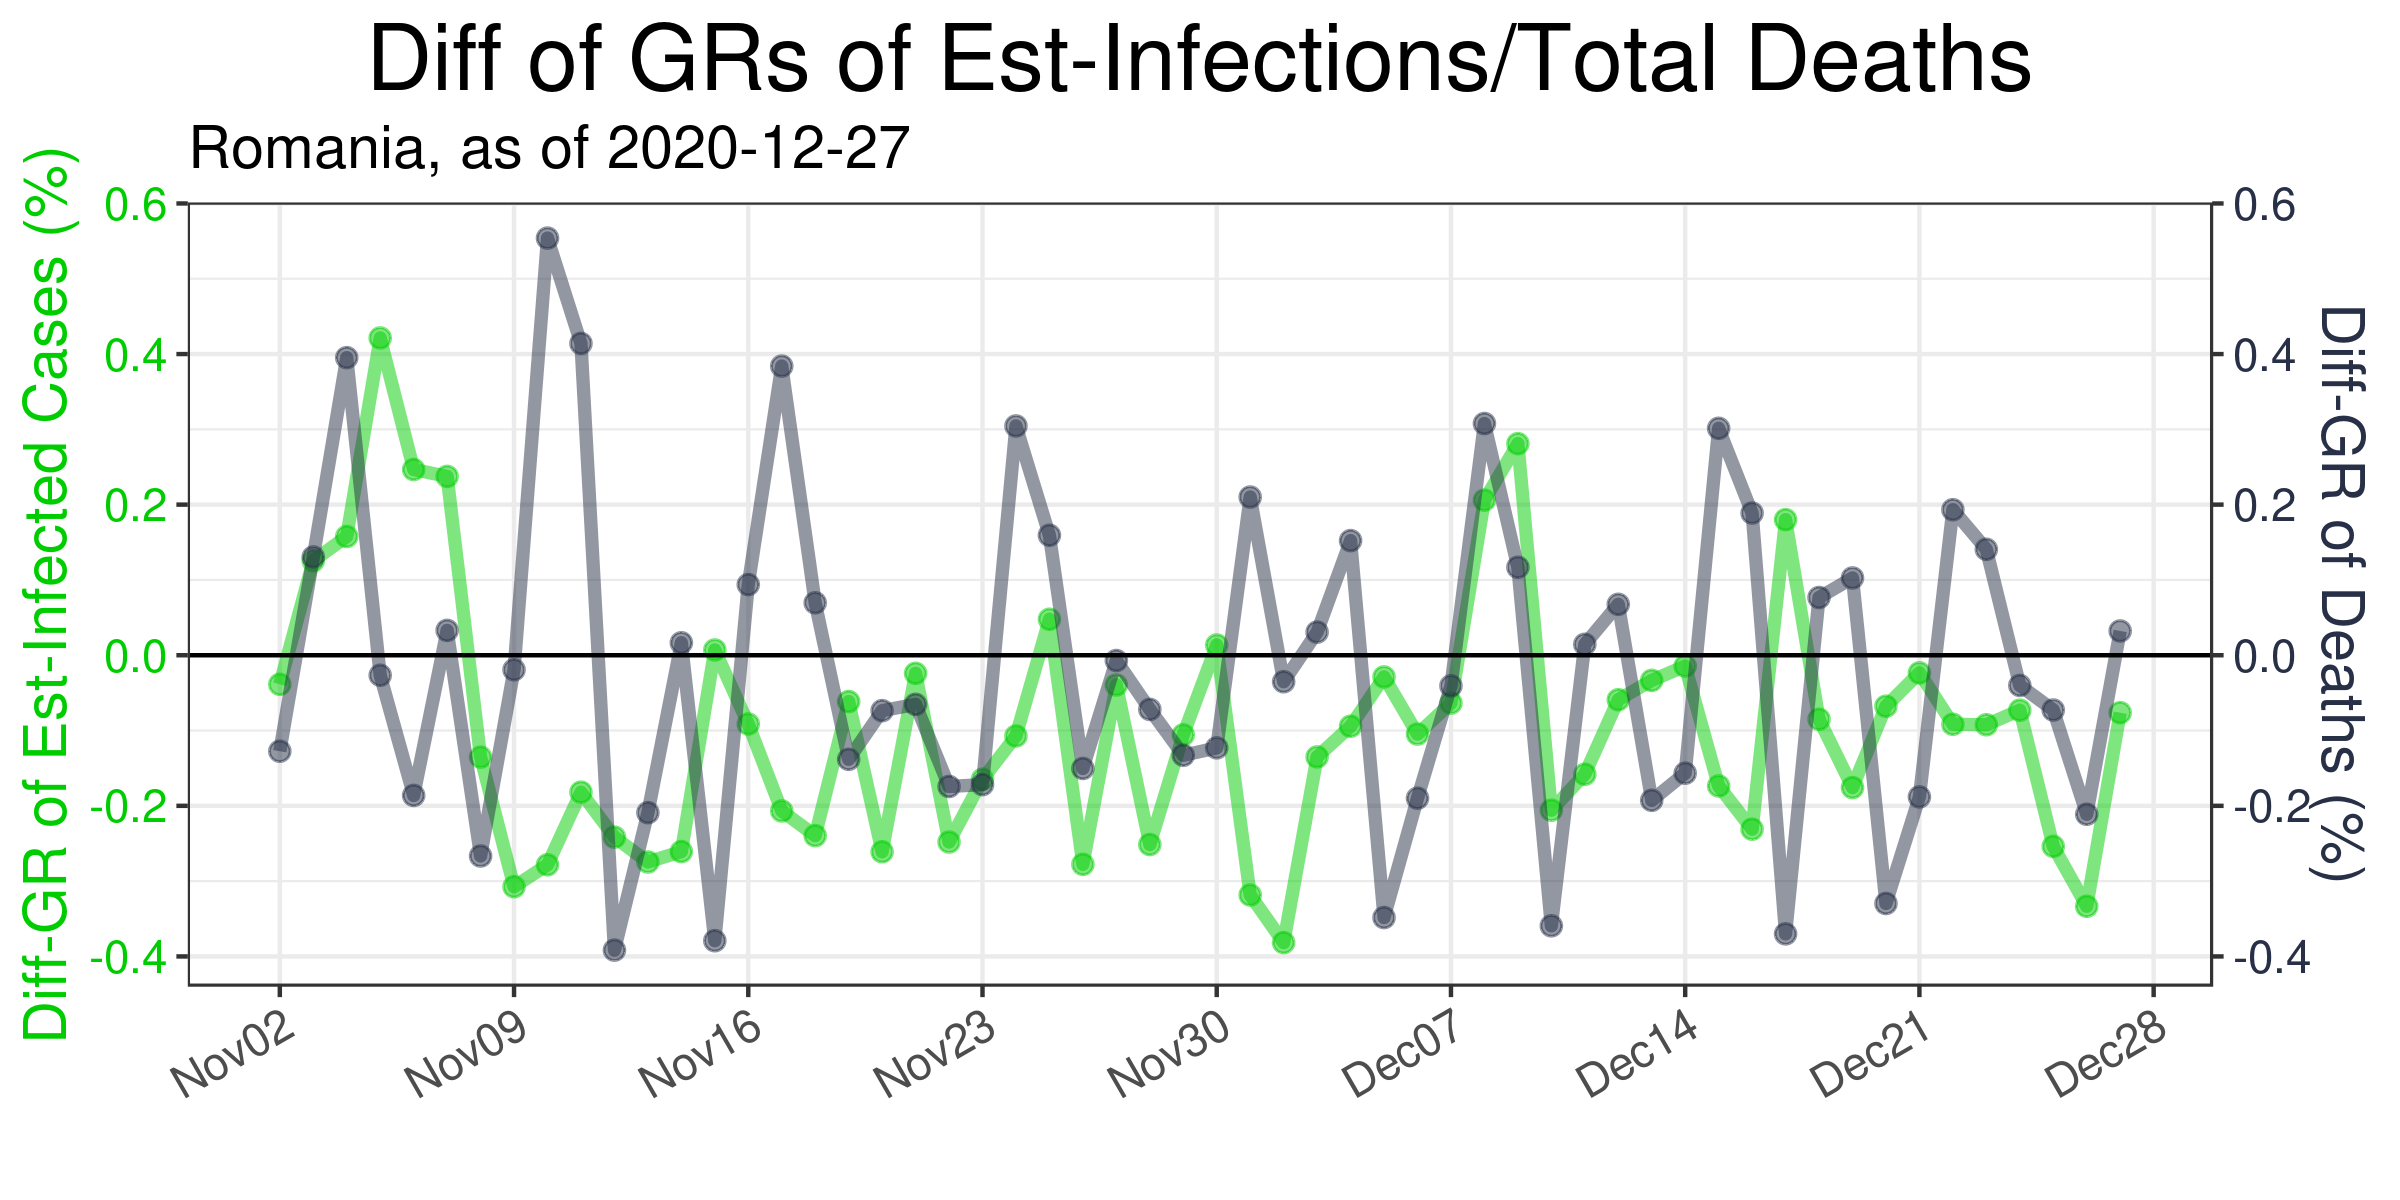 Diff of GRs of Est-Infections/Total Deaths
Romania, as of 2020-12-27
Diff-GR of Est-Infected Cases (%)
0.6
0.4
0.2
0.0
-0.2
-0.4
0.6
0.4
0.2
0.0
-0.2
-0.4
Diff-GR of Deaths (%)
Nov02
Nov09
Nov16
Nov23
Nov30
Dec07
Dec14
Dec21
Dec28